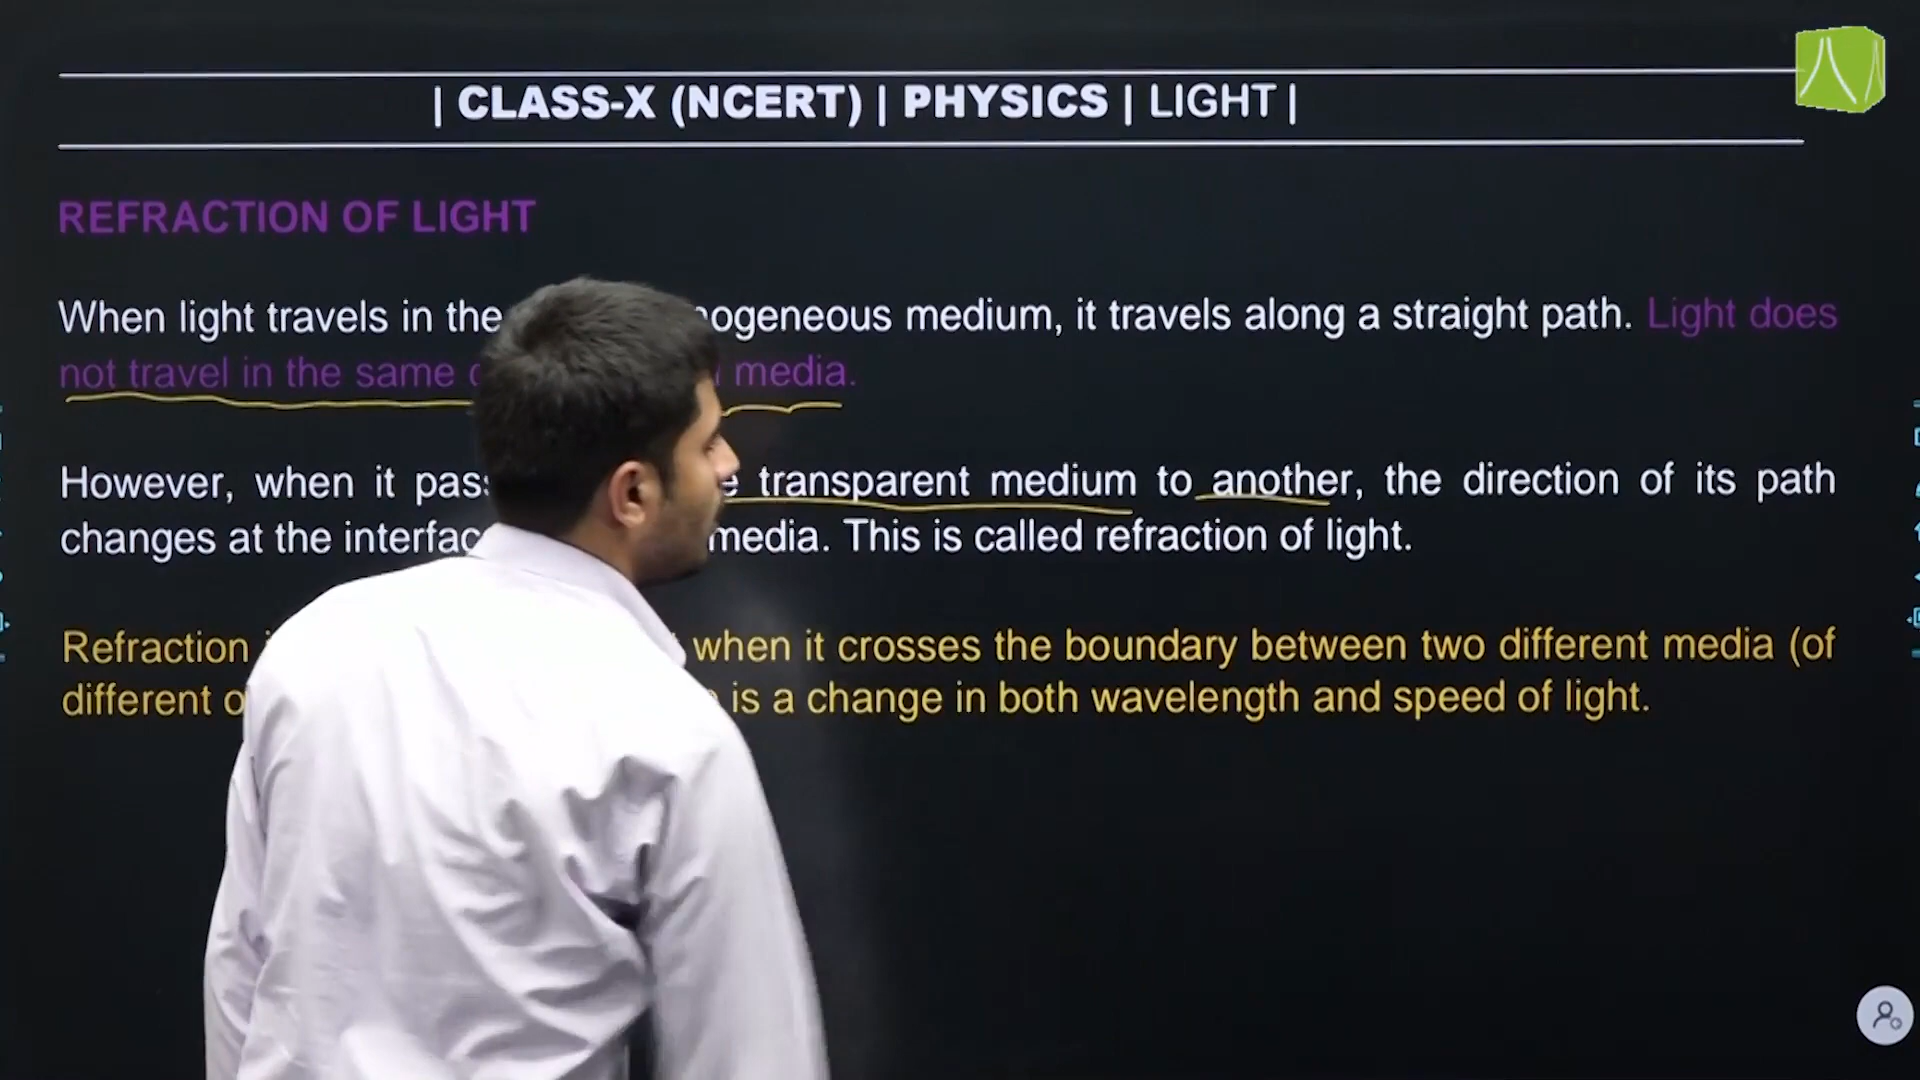 | CLASS-X (NCERT) | PHYSICS | LIGHT |
REFRACTION OF LIGHT
When light travels in the medium, it travels along a straight path. Light does
not travel in the same media.
However, when it transparent medium to another, the direction of its path
changes at the media. This is called refraction of light.
Refraction when it crosses the boundary between two different media (of
different is a change in both wavelength and speed of light.